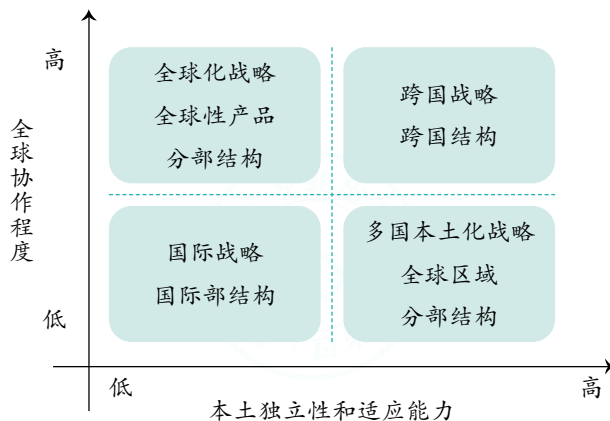 高
全球化战略
全球性产品
分部结构
跨国战略
跨国结构
全球协作程度
国际战略
国际部结构
多国本土化战略
全球区域
分部结构
低
低
高
本土独立性和适应能力